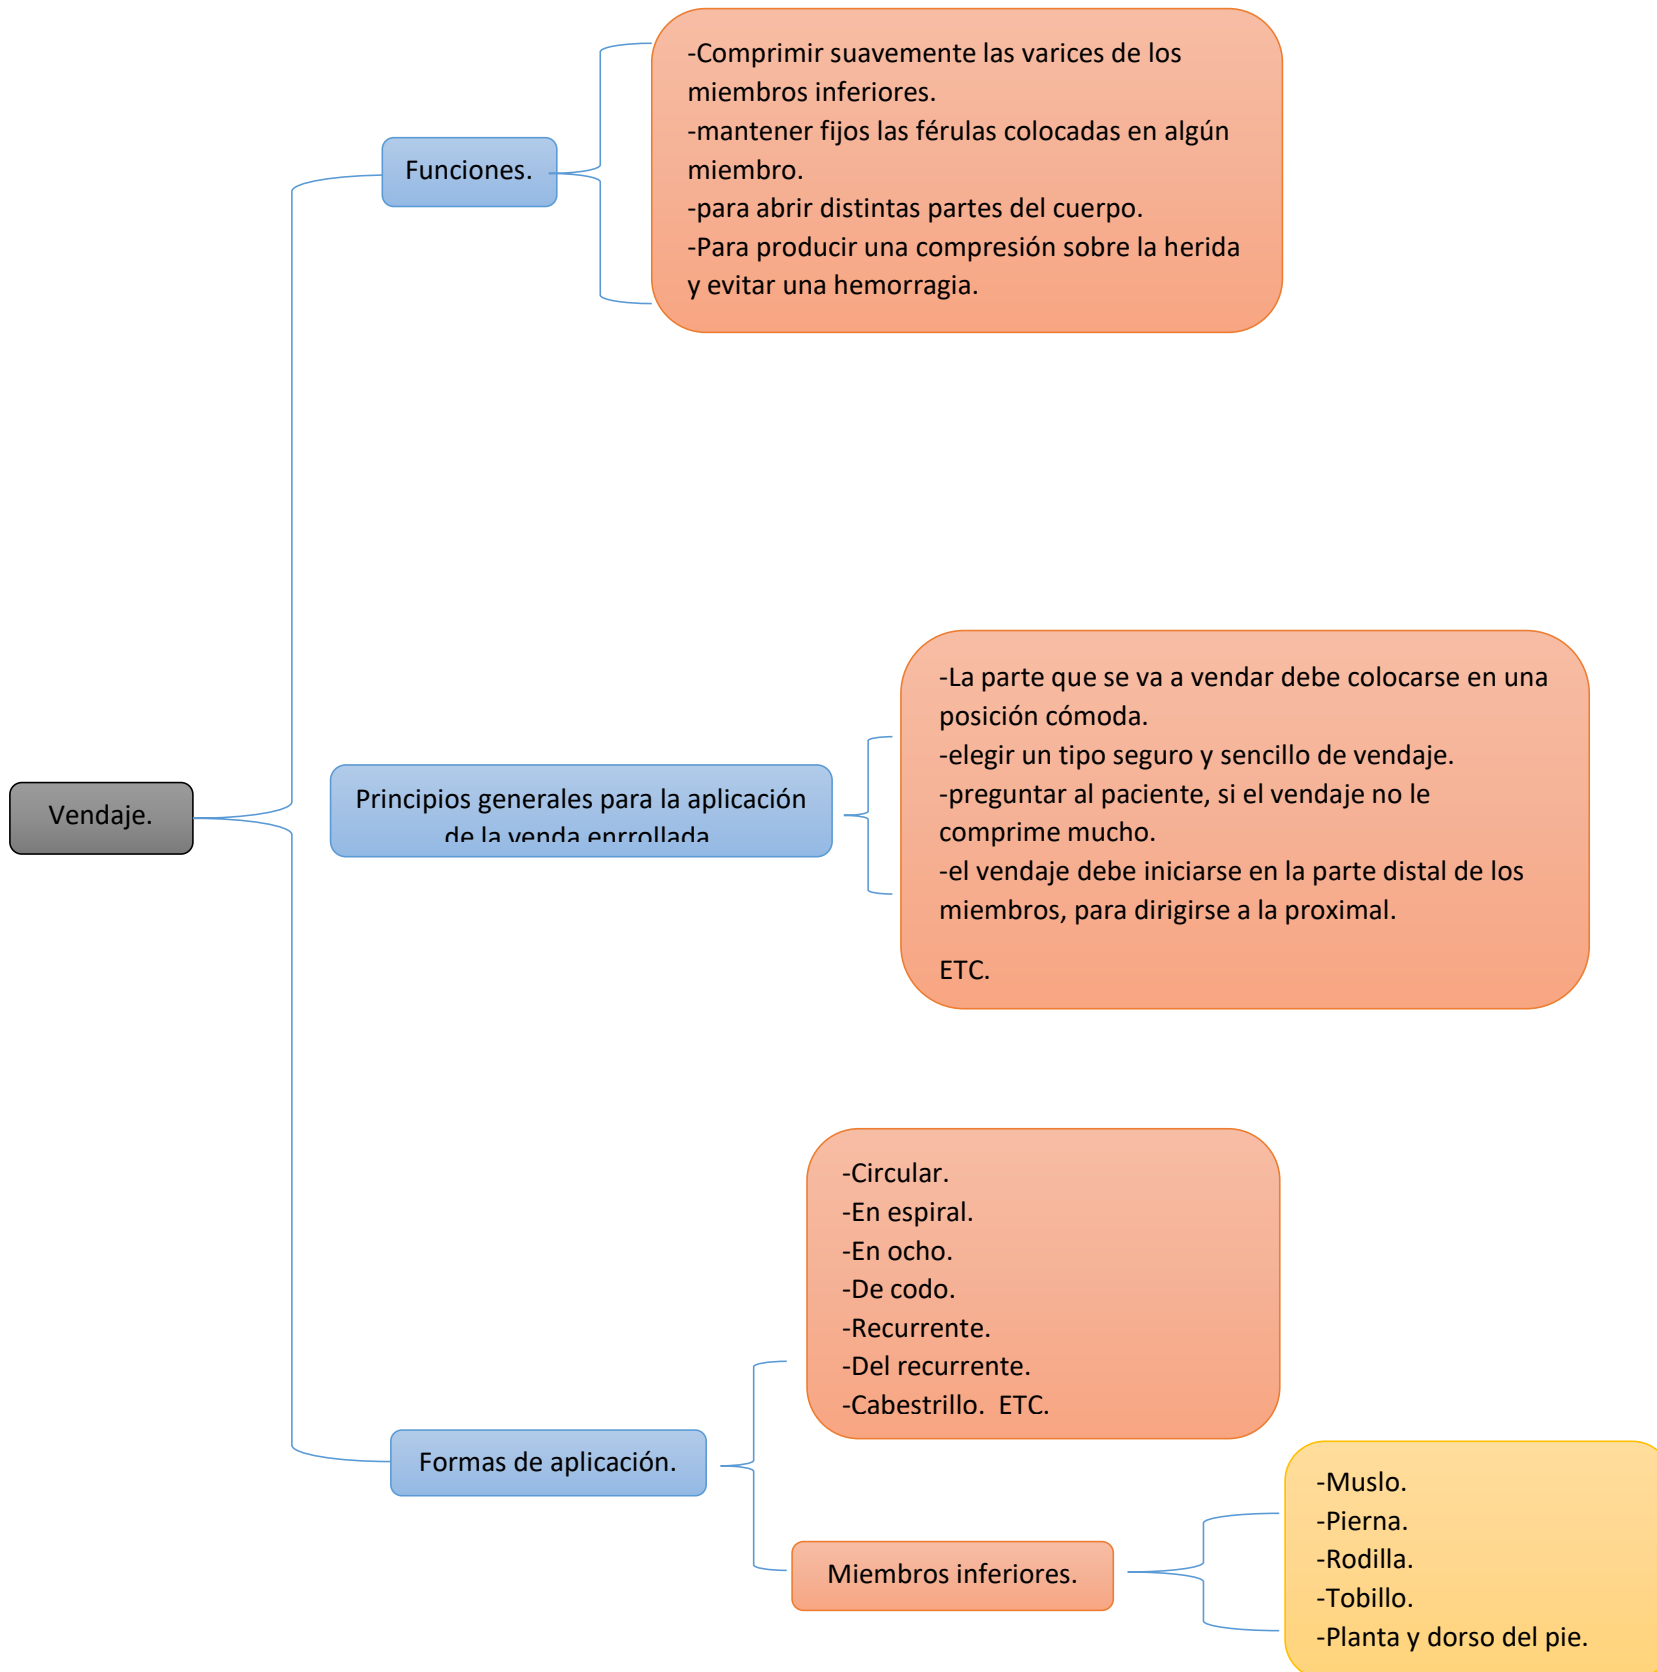 -Comprimir suavemente las varices de los
miembros inferiores.
-mantener fijos las férulas colocadas en algún
miembro.
-para abrir distintas partes del cuerpo.
-Para producir una compresión sobre la herida
y evitar una hemorragia.
Funciones.
Vendaje.
Principios generales para la aplicación
de la venda enrrollada
-La parte que se va a vendar debe colocarse en una
posición cómoda.
-elegir un tipo seguro y sencillo de vendaje.
-preguntar al paciente, si el vendaje no le
comprime mucho.
-el vendaje debe iniciarse en la parte distal de los
miembros, para dirigirse a la proximal.
ETC.
Formas de aplicación.
-Circular.
-En espiral.
-En ocho.
-De codo.
-Recurrente.
-Del recurrente.
-Cabestrillo.  ETC.
Miembros inferiores.
-Muslo.
-Pierna.
-Rodilla.
-Tobillo.
-Planta y dorso del pie.